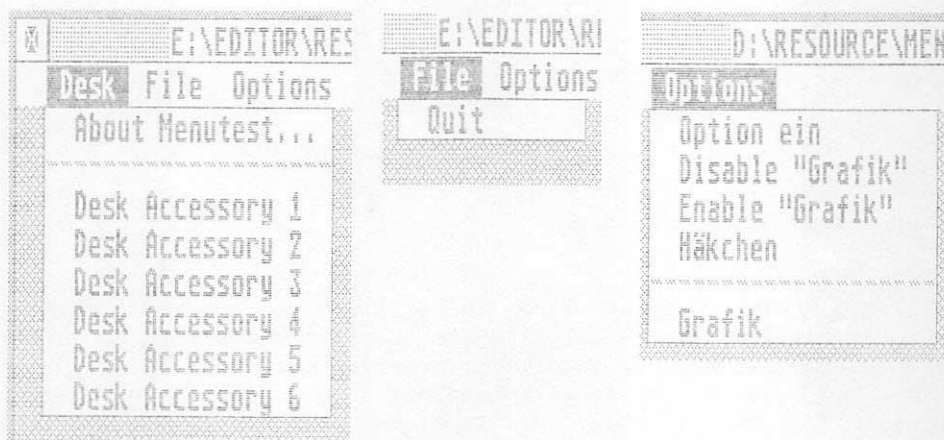 E:\EDITOR\RES
Desk File Options
About Menutest...
Desk Accessory 1
Desk Accessory 2
Desk Accessory 3
Desk Accessory 4
Desk Accessory 5
Desk Accessory 6
E:\EDITOR\RE
File Options
Quit
D:\RESOURCE\MEN
Options
Option ein
Disable "Grafik"
Enable "Grafik"
Häkchen
Grafik